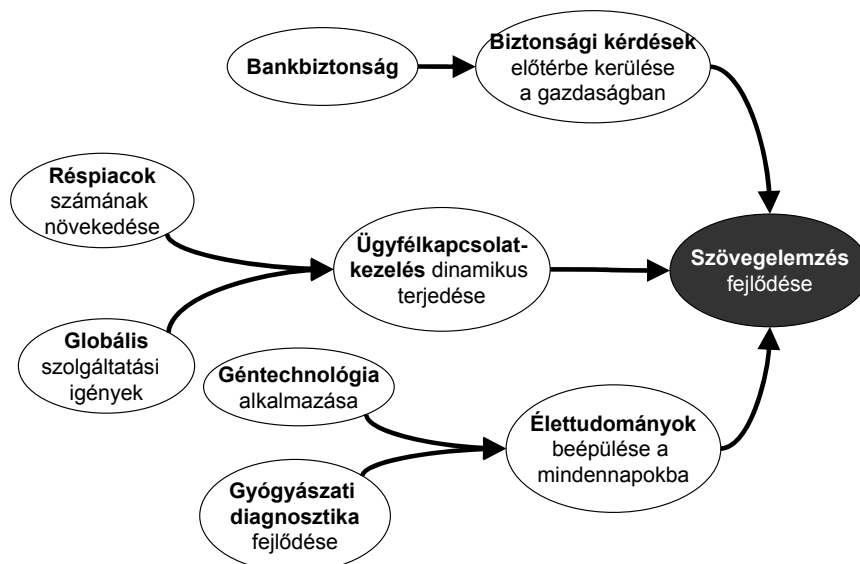 Bankbiztonság
Biztonsági kérdések
előtérbe kerülése
a gazdaságban
Réspiacok
számának
növekedése
Ügyfélkapcsolat-
kezelés dinamikus
terjedése
Szövegelemzés
fejlődése
Globális
szolgáltatási
igények
Géntechnológia
alkalmazása
Élettudományok
beépülése a
mindennapokba
Gyógyászati
diagnosztika
fejlődése